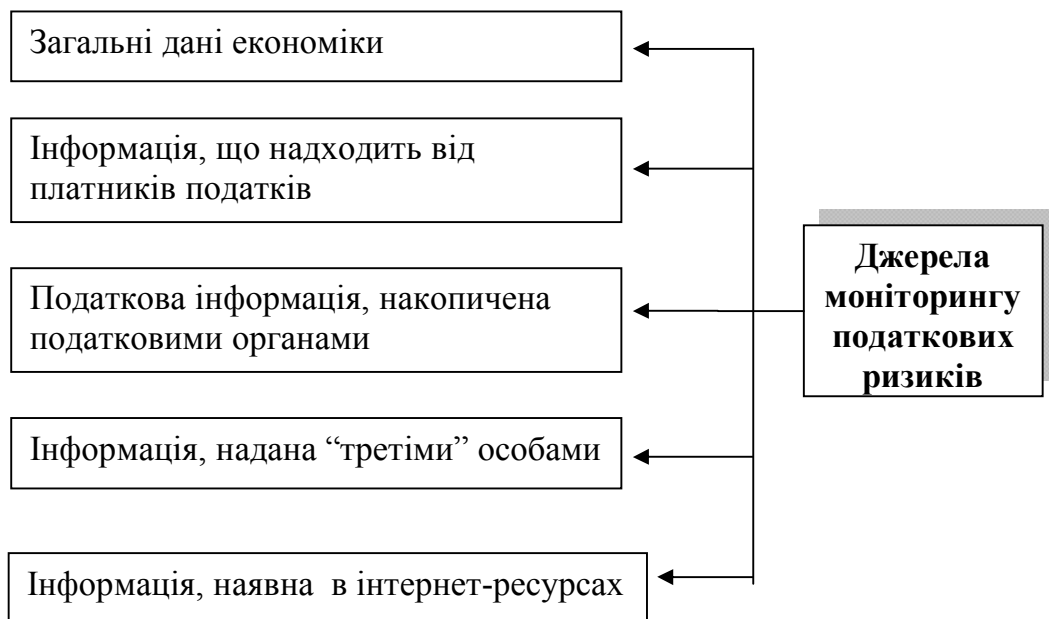 Загальні дані економіки
Інформація, що надходить від
платників податків
Податкова інформація, накопичена
податковими органами
Інформація, надана “третіми” особами
Інформація, наявна  в інтернет-ресурсах
Джерела
моніторингу
податкових
ризиків